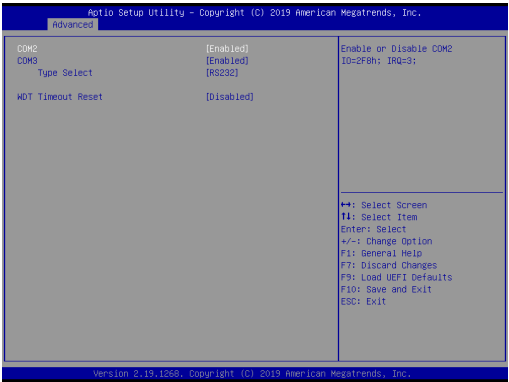 Aptio Setup Utility – Copyright (C) 2019 American Megatrends, Inc.
Advanced
COM2 [Enabled]
COM3 [Enabled]
Type Select [RS232]
WDT Timeout Reset [Disabled]
Enable or Disable COM2
IO=2F8h; IRQ=3;
↔: Select Screen
↑↓: Select Item
Enter: Select
+/-: Change Option
F1: General Help
F7: Discard Changes
F9: Load UEFI Defaults
F10: Save and Exit
ESC: Exit
Version 2.19.1268. Copyright (C) 2019 American Megatrends, Inc.